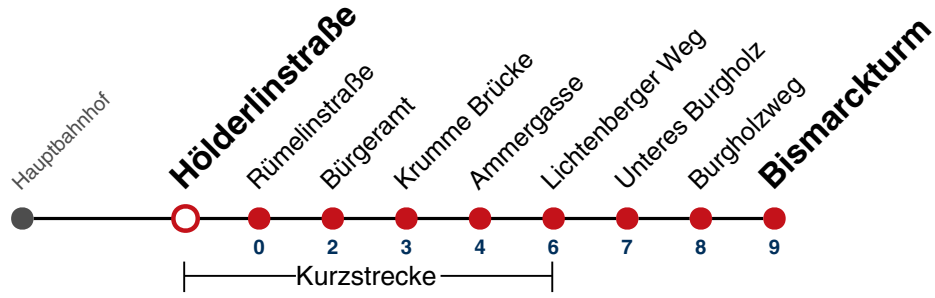 Hauptbahnhof
Hölderlinstraße
Rümelinstraße
Bürgeramt
Krumme Brücke
Ammergasse
Lichtenberger Weg
Unteres Burgholz
Burgholzweg
Bismarckturm
0 2 3 4 6 7 8 9
Kurzstrecke